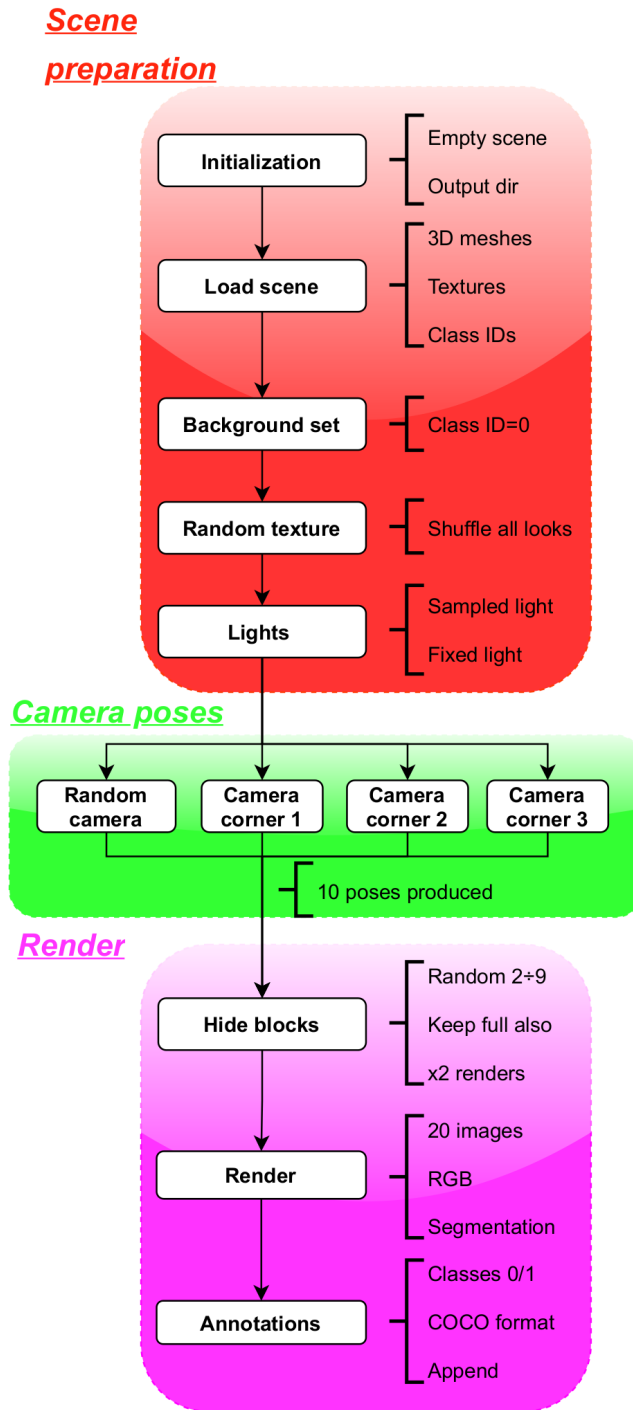 Scene
preparation
Initialization
Empty scene
Output dir
Load scene
3D meshes
Textures
Class IDs
Background set
Class ID=0
Random texture
Shuffle all looks
Lights
Sampled light
Fixed light
Camera poses
Random
camera
Camera
corner 1
Camera
corner 2
Camera
corner 3
10 poses produced
Render
Hide blocks
Random 2÷9
Keep full also
x2 renders
Render
20 images
RGB
Segmentation
Annotations
Classes 0/1
COCO format
Append